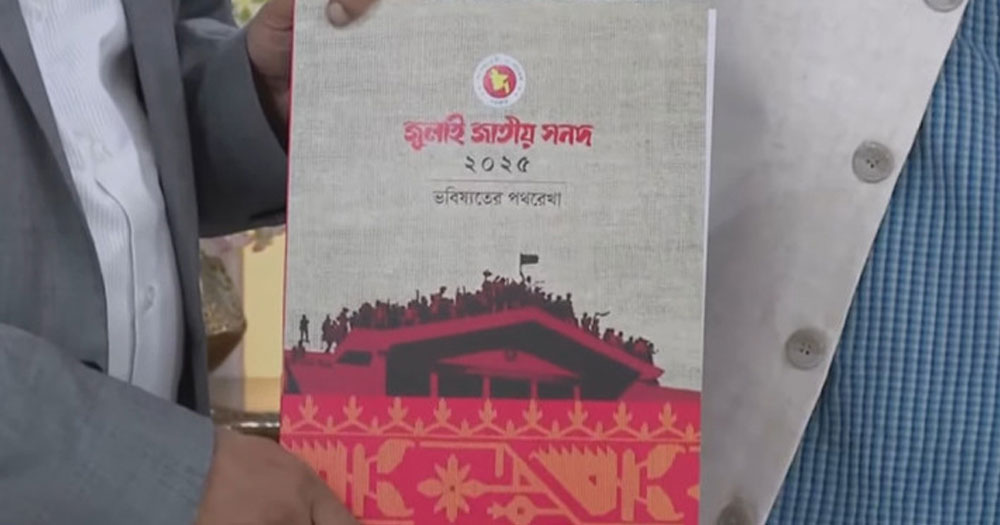 জুলাই জাতীয় সনদ
২০২৫
ভবিষ্যতের পথরেখা